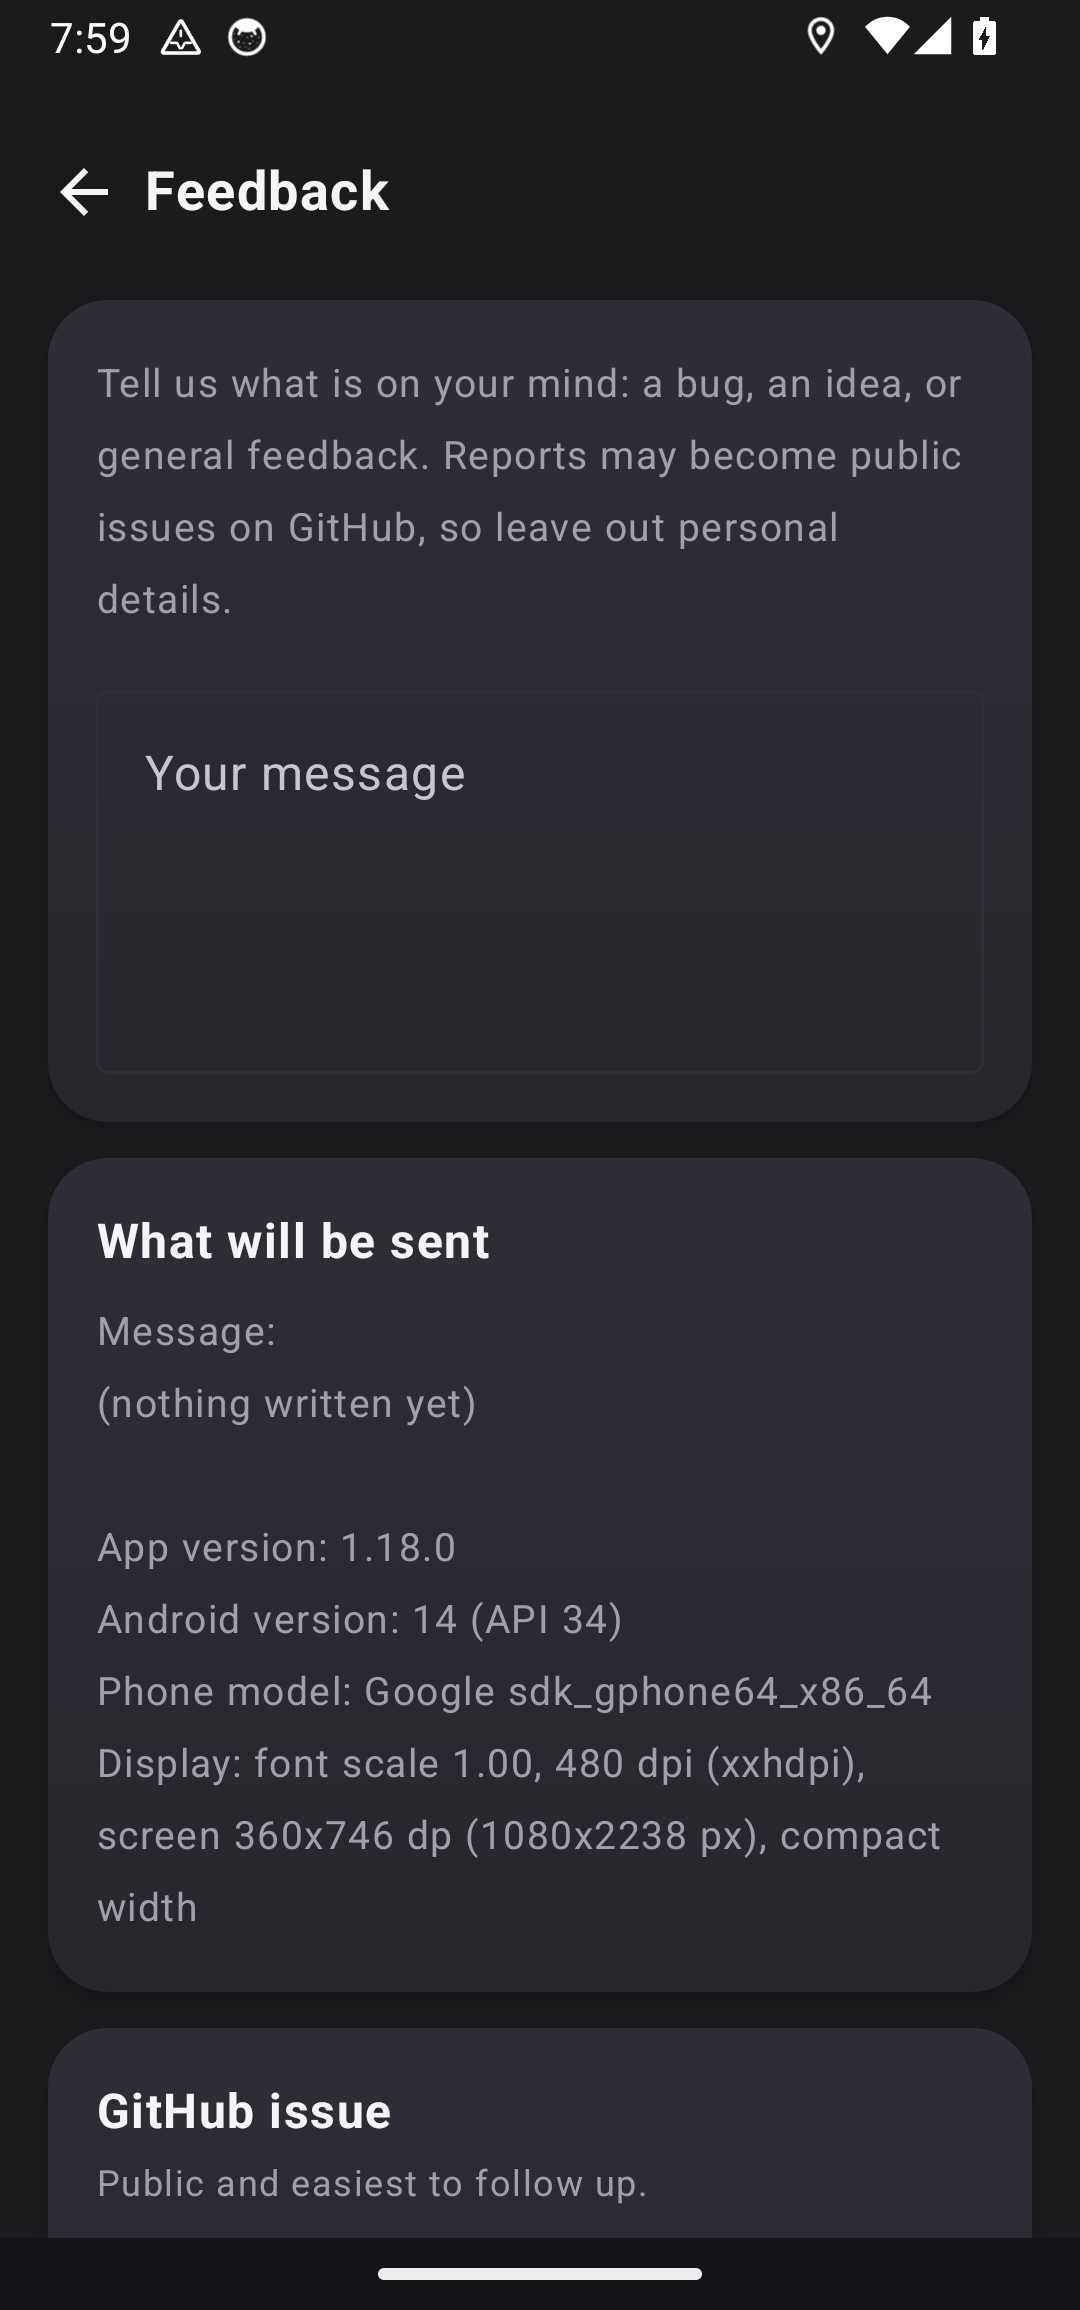 7:59
Feedback
Tell us what is on your mind: a bug, an idea, or
general feedback. Reports may become public
issues on GitHub, so leave out personal
details.
Your message
What will be sent
Message:
(nothing written yet)
App version: 1.18.0
Android version: 14 (API 34)
Phone model: Google sdk_gphone64_x86_64
Display: font scale 1.00, 480 dpi (xxhdpi),
screen 360x746 dp (1080x2238 px), compact
width
GitHub issue
Public and easiest to follow up.